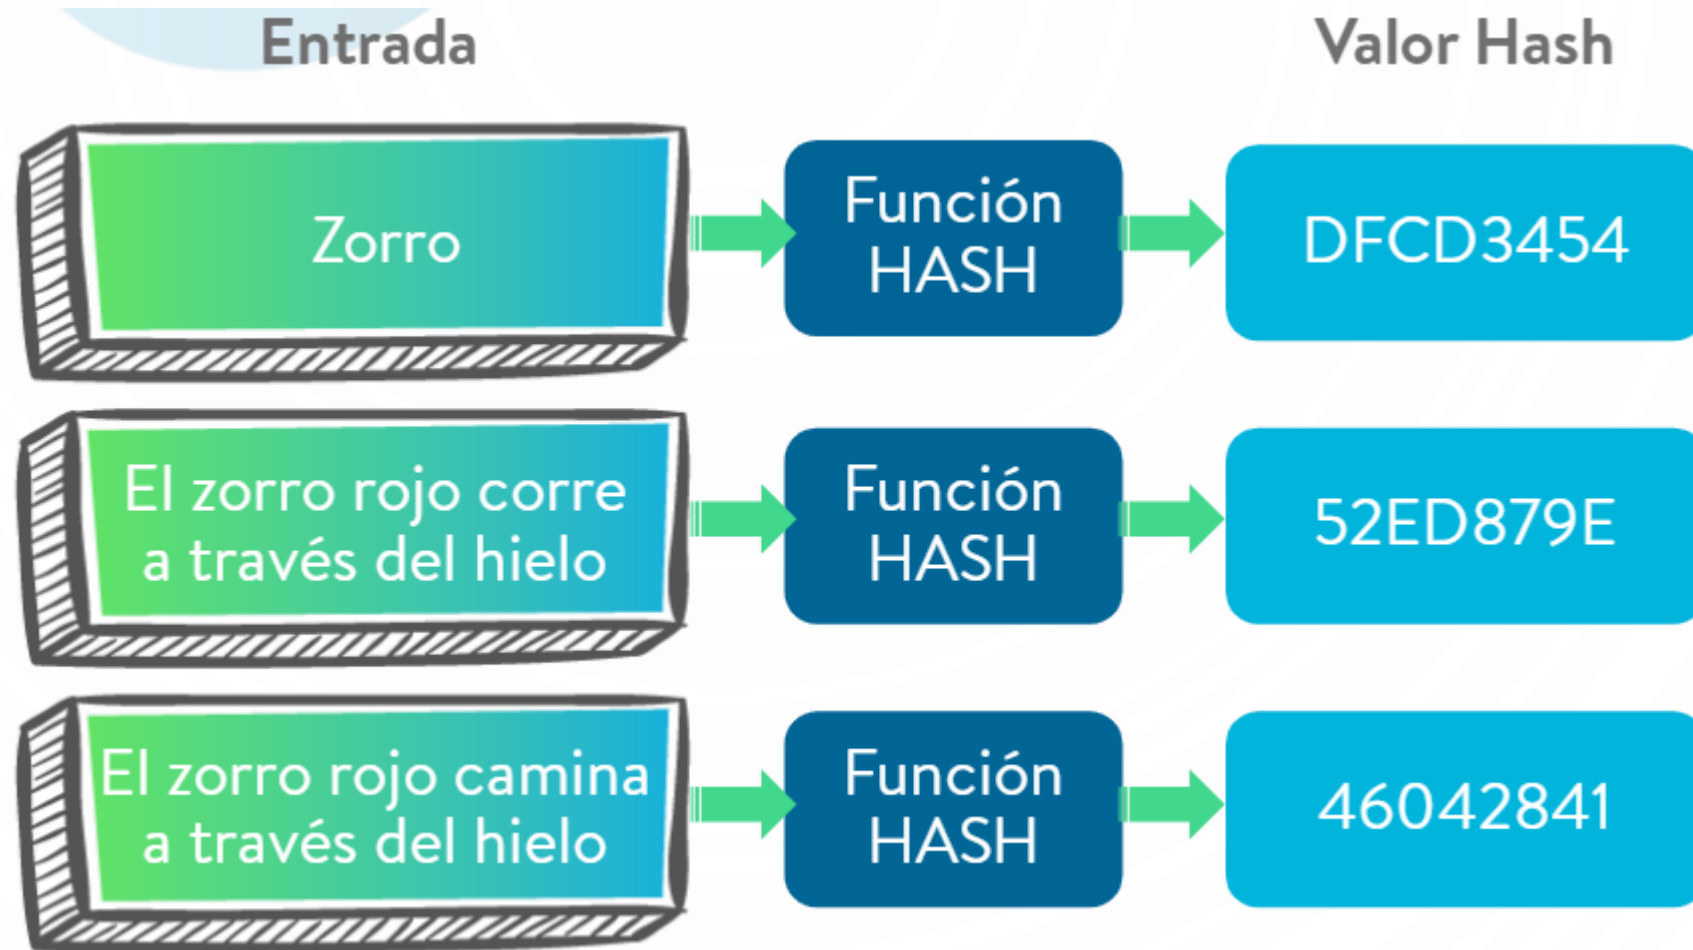 Entrada
Valor Hash
Zorro
Función
HASH
DFCD3454
El zorro rojo corre
a través del hielo
Función
HASH
52ED879E
El zorro rojo camina
a través del hielo
Función
HASH
46042841